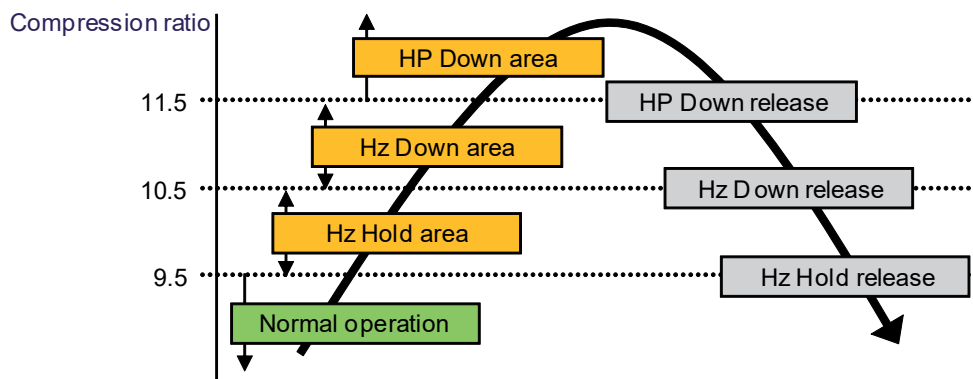 Compression ratio
HP Down area
11.5
HP Down release
Hz Down area
10.5
Hz Down release
Hz Hold area
9.5
Hz Hold release
Normal operation